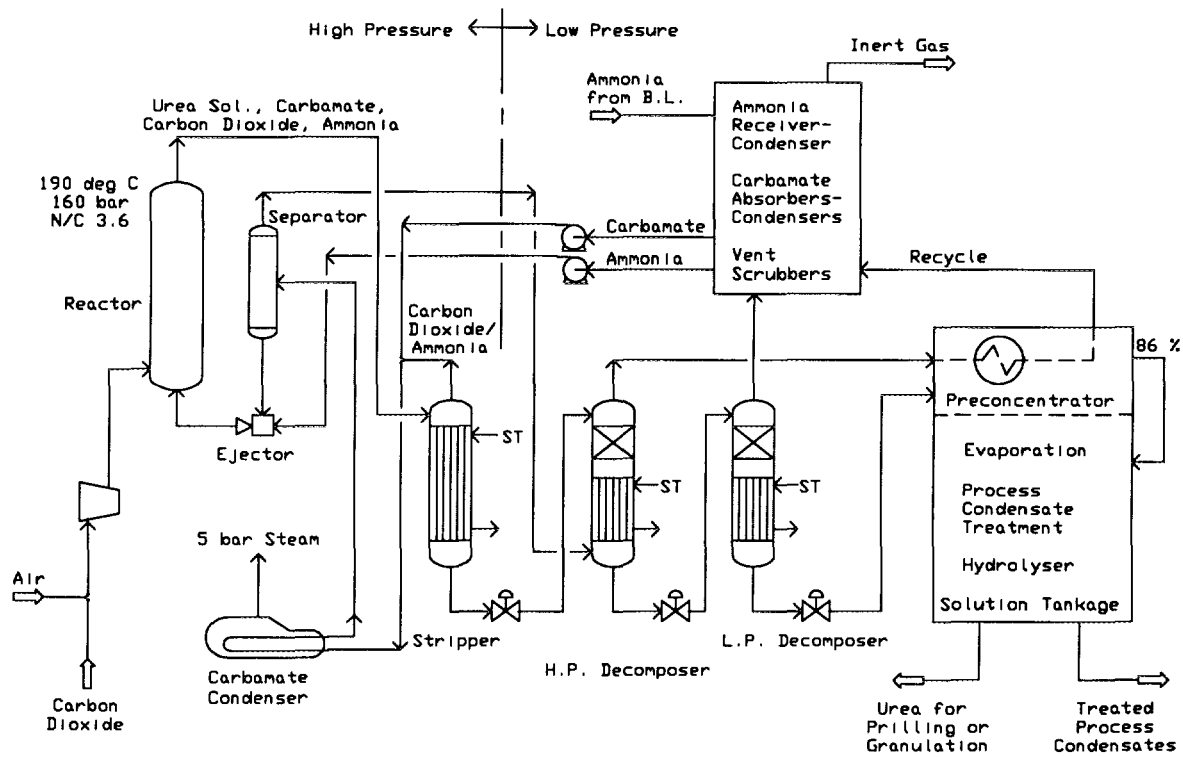 High Pressure
Low Pressure
Inert Gas
Ammonia
from B.L.
Urea Sol., Carbamate,
Carbon Dioxide, Ammonia
Ammonia
Receiver-
Condenser
Carbamate
Absorbers-
Condensers
Vent
Scrubbers
190 deg C
160 bar
N/C 3.6
Separator
Carbamate
Ammonia
Recycle
Reactor
Carbon
Dioxide/
Ammonia
86 %
Preconcentrator
ST
Ejector
Evaporation
ST
ST
Process
Condensate
Treatment
5 bar Steam
Hydrolyser
Air
Solution Tankage
Stripper
L.P. Decomposer
H.P. Decomposer
Carbamate
Condenser
Carbon
Dioxide
Urea for
Prilling or
Granulation
Treated
Process
Condensates